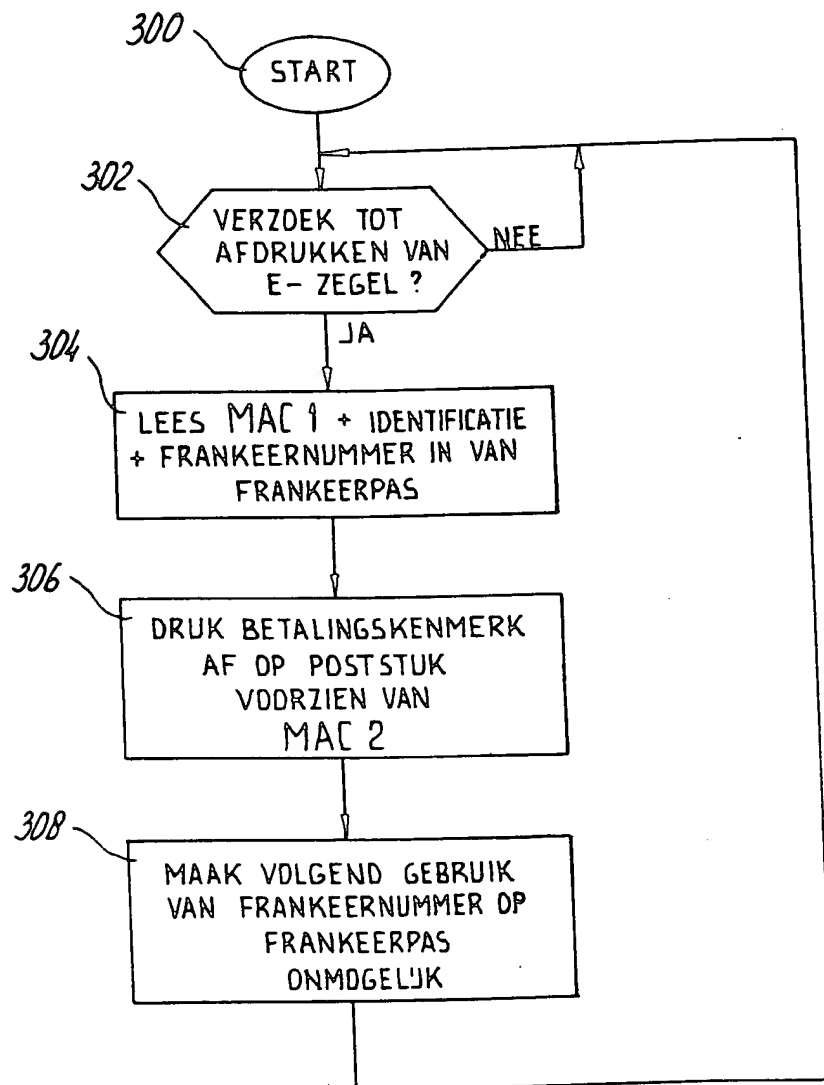 300
START
302
VERZOEK TOT
AFDRUKKEN VAN
E- ZEGEL ?
NEE
JA
304
LEES MAC 1 + IDENTIFICATIE
+ FRANKEERNUMMER IN VAN
FRANKEERPAS
306
DRUK BETALINGSKENMERK
AF OP POSTSTUK
VOORZIEN VAN
MAC 2
308
MAAK VOLGEND GEBRUIK
VAN FRANKEERNUMMER OP
FRANKEERPAS
ONMOGELIJK